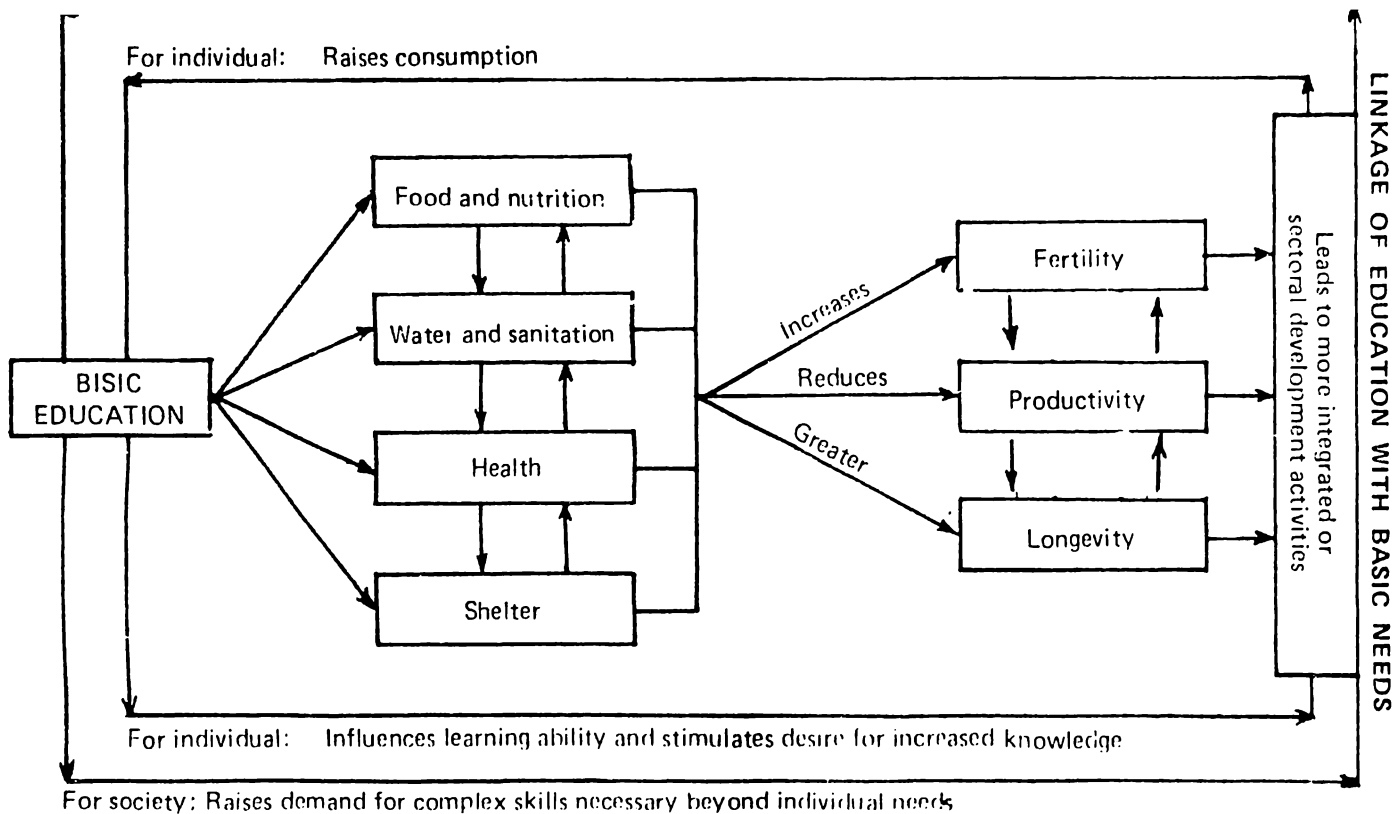 For individual: Raises consumption
Food and nutrition
Water and sanitation
Health
Shelter
BISIC
EDUCATION
Increases
Reduces
Greater
Fertility
Productivity
Longevity
Leads to more integrated or
sectoral development activities
LINKAGE OF EDUCATION WITH BASIC NEEDS
For individual: Influences learning ability and stimulates desire for increased knowledge
For society: Raises demand for complex skills necessary beyond individual needs